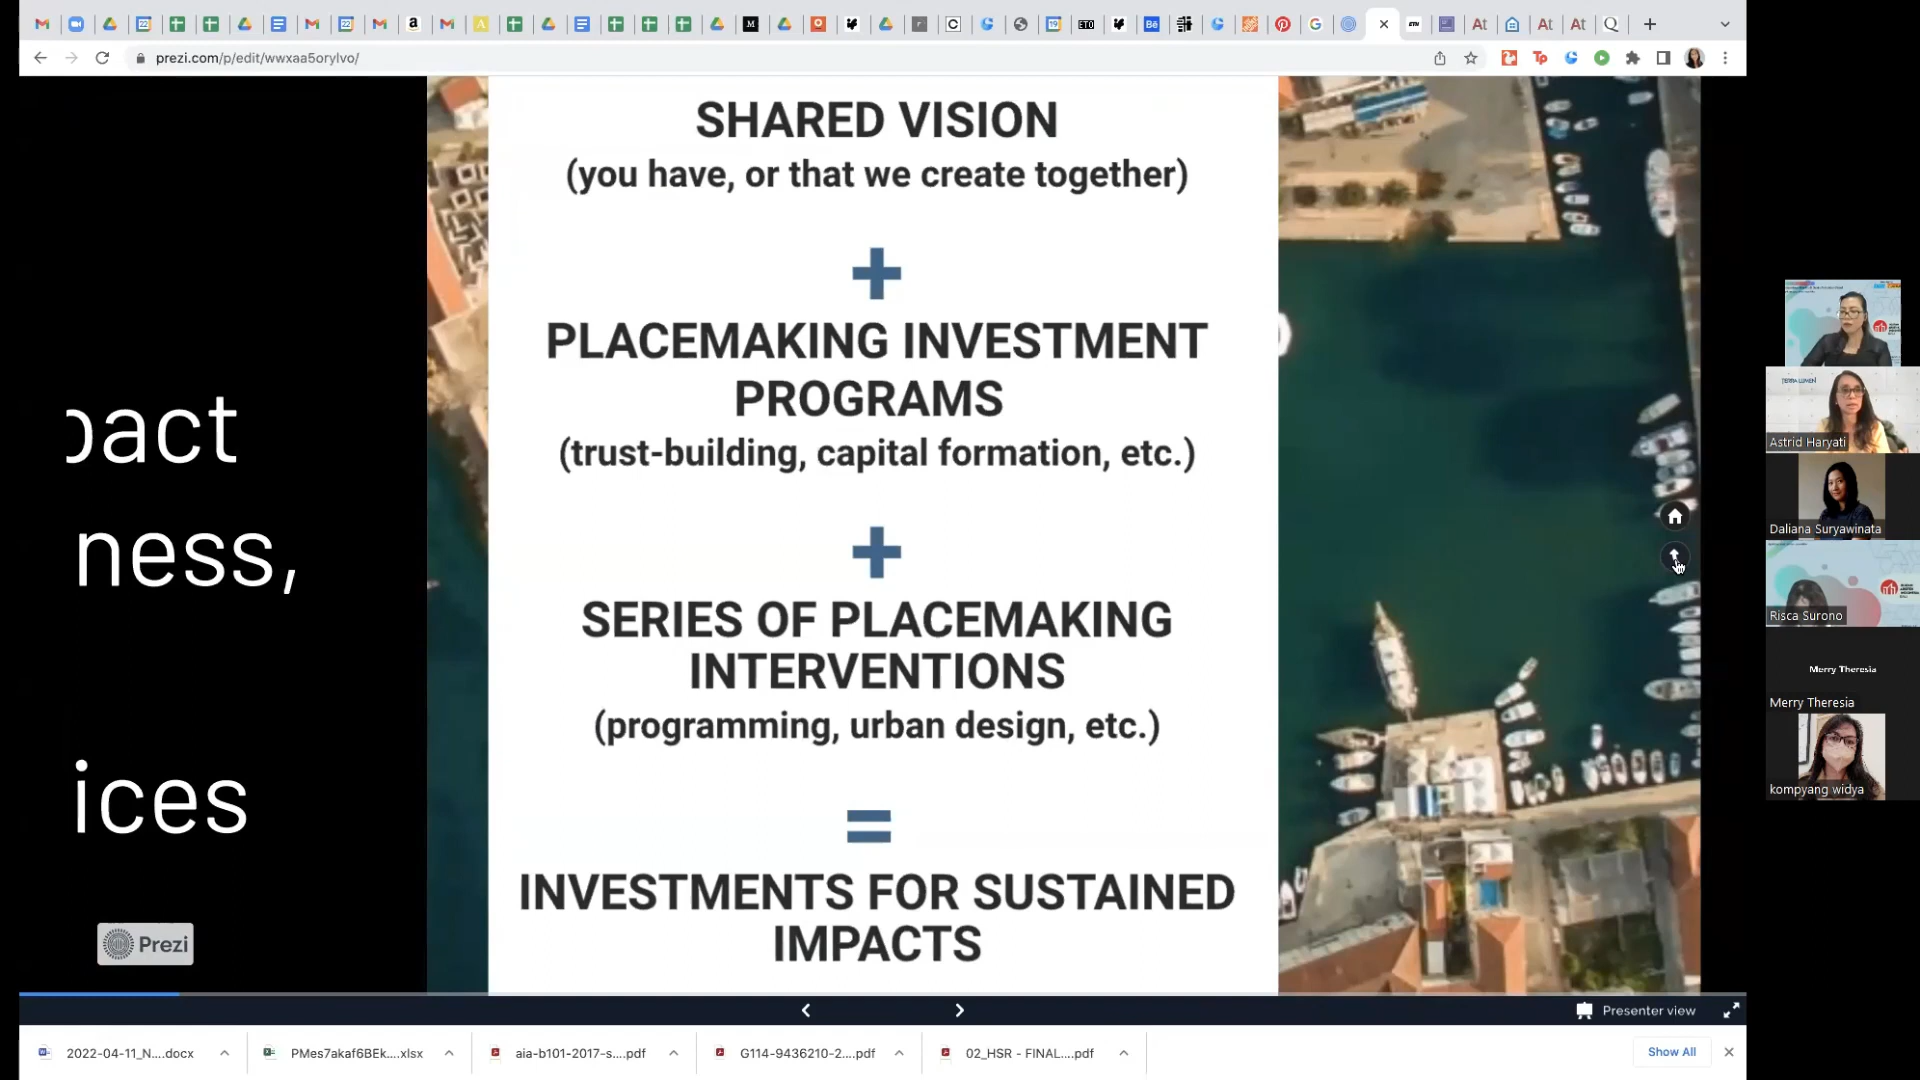 prezi.com/p/edit/wwxaa5orylvo/
SHARED VISION
(you have, or that we create together)
PLACEMAKING INVESTMENT
PROGRAMS
(trust-building, capital formation, etc.)
SERIES OF PLACEMAKING
INTERVENTIONS
(programming, urban design, etc.)
INVESTMENTS FOR SUSTAINED
IMPACTS
pact
ness,
ices
Prezi
TERRA LUMEN
Astrid Haryati
Daliana Suryawinata
Risca Surono
Merry Theresia
Merry Theresia
kompyang widya
Presenter view
2022-04-11_N....docx
PMes7akaf6BEk....xlsx
aia-b101-2017-s....pdf
G114-9436210-2....pdf
02_HSR - FINAL....pdf
Show All